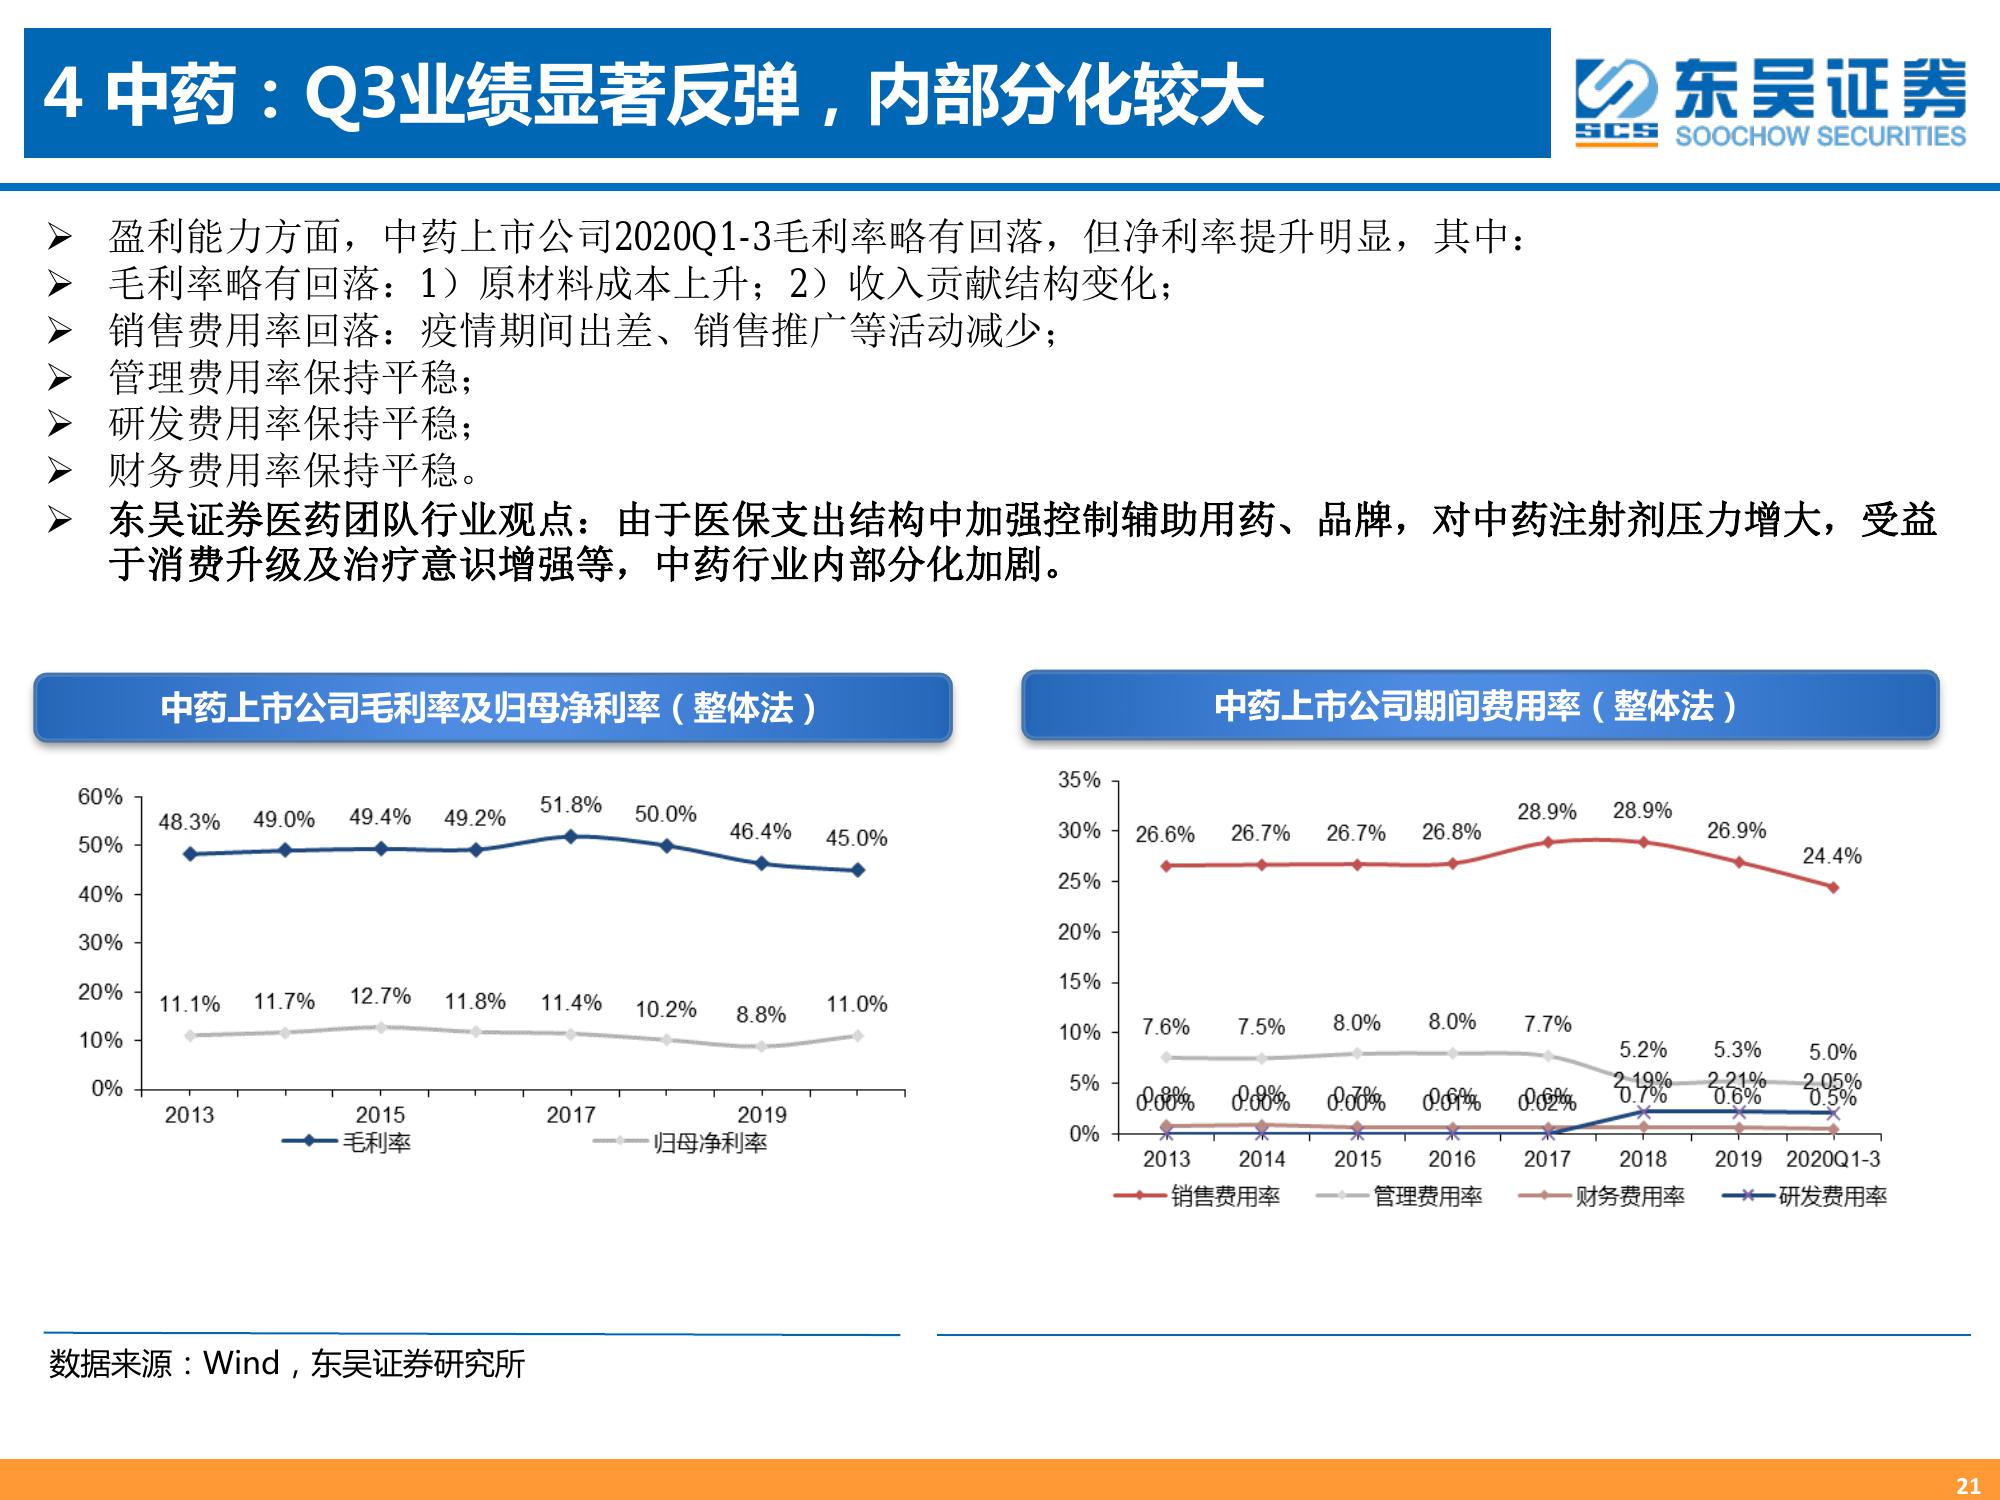 4 中药：Q3业绩显著反弹，内部分化较大
东吴证券
SCS
SOOCHOW SECURITIES
➢ 盈利能力方面，中药上市公司2020Q1-3毛利率略有回落，但净利率提升明显，其中：
➢ 毛利率略有回落：1）原材料成本上升；2）收入贡献结构变化；
➢ 销售费用率回落：疫情期间出差、销售推广等活动减少；
➢ 管理费用率保持平稳；
➢ 研发费用率保持平稳；
➢ 财务费用率保持平稳。
➢ 东吴证券医药团队行业观点：由于医保支出结构中加强控制辅助用药、品牌，对中药注射剂压力增大，受益
于消费升级及治疗意识增强等，中药行业内部分化加剧。
中药上市公司毛利率及归母净利率（整体法）
60%
50%
40%
30%
20%
10%
0%
48.3% 49.0% 49.4% 49.2% 51.8% 50.0% 46.4% 45.0%
11.1% 11.7% 12.7% 11.8% 11.4% 10.2% 8.8% 11.0%
2013 2015 2017 2019
毛利率 归母净利率
中药上市公司期间费用率（整体法）
35%
30%
25%
20%
15%
10%
5%
0%
26.6% 26.7% 26.7% 26.8% 28.9% 28.9% 26.9% 24.4%
7.6% 7.5% 8.0% 8.0% 7.7% 5.2% 5.3% 5.0%
0.8% 0.9% 0.7% 0.6% 0.6% 0.7% 0.6% 0.5%
0.00% 0.00% 0.00% 0.01% 0.02% 2.19% 2.21% 2.05%
2013 2014 2015 2016 2017 2018 2019 2020Q1-3
销售费用率 管理费用率 财务费用率 研发费用率
数据来源：Wind，东吴证券研究所
21